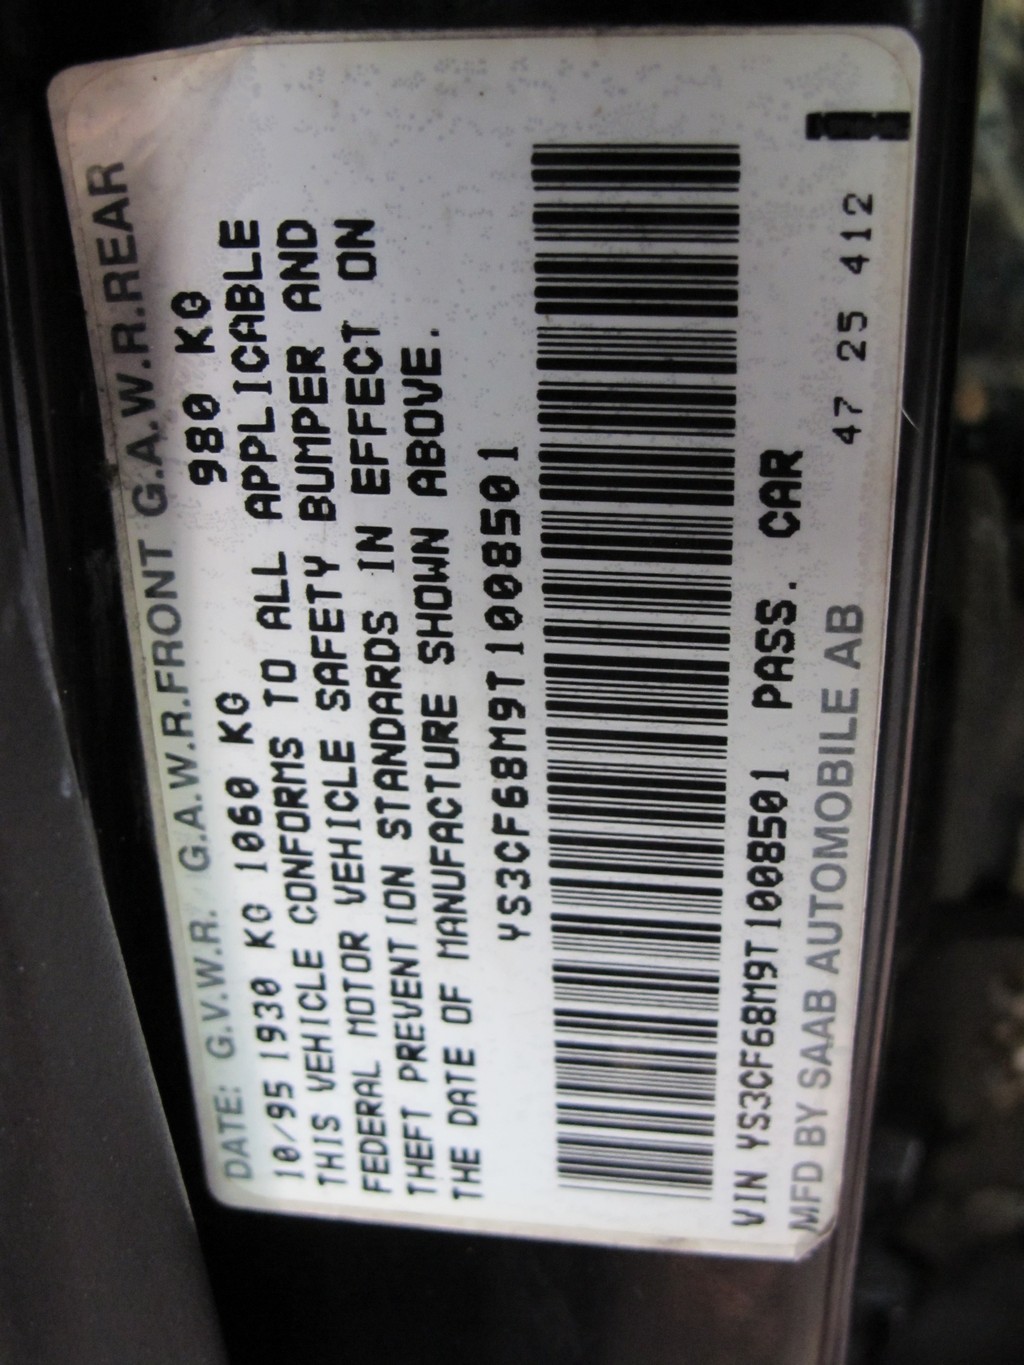 DATE: G.V.W.R. G.A.W.R.FRONT G.A.W.R.REAR
10/95 1930 KG 1060 KG 980 KG
THIS VEHICLE CONFORMS TO ALL APPLICABLE
FEDERAL MOTOR VEHICLE SAFETY BUMPER AND
THEFT PREVENTION STANDARDS IN EFFECT ON
THE DATE OF MANUFACTURE SHOWN ABOVE.
YS3CF68M9T1008501
VIN YS3CF68M9T1008501 PASS. CAR
MFD BY SAAB AUTOMOBILE AB 47 25 412